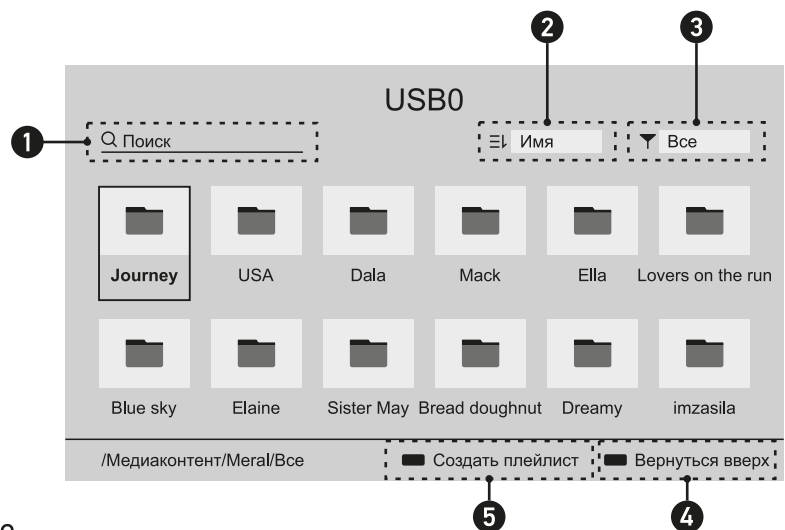 2 3
USB0
1 Поиск Имя Все
Journey USA Dala Mack Ella Lovers on the run
Blue sky Elaine Sister May Bread doughnut Dreamy imzasila
/Медиаконтент/Meral/Все Создать плейлист Вернуться вверх
5 4